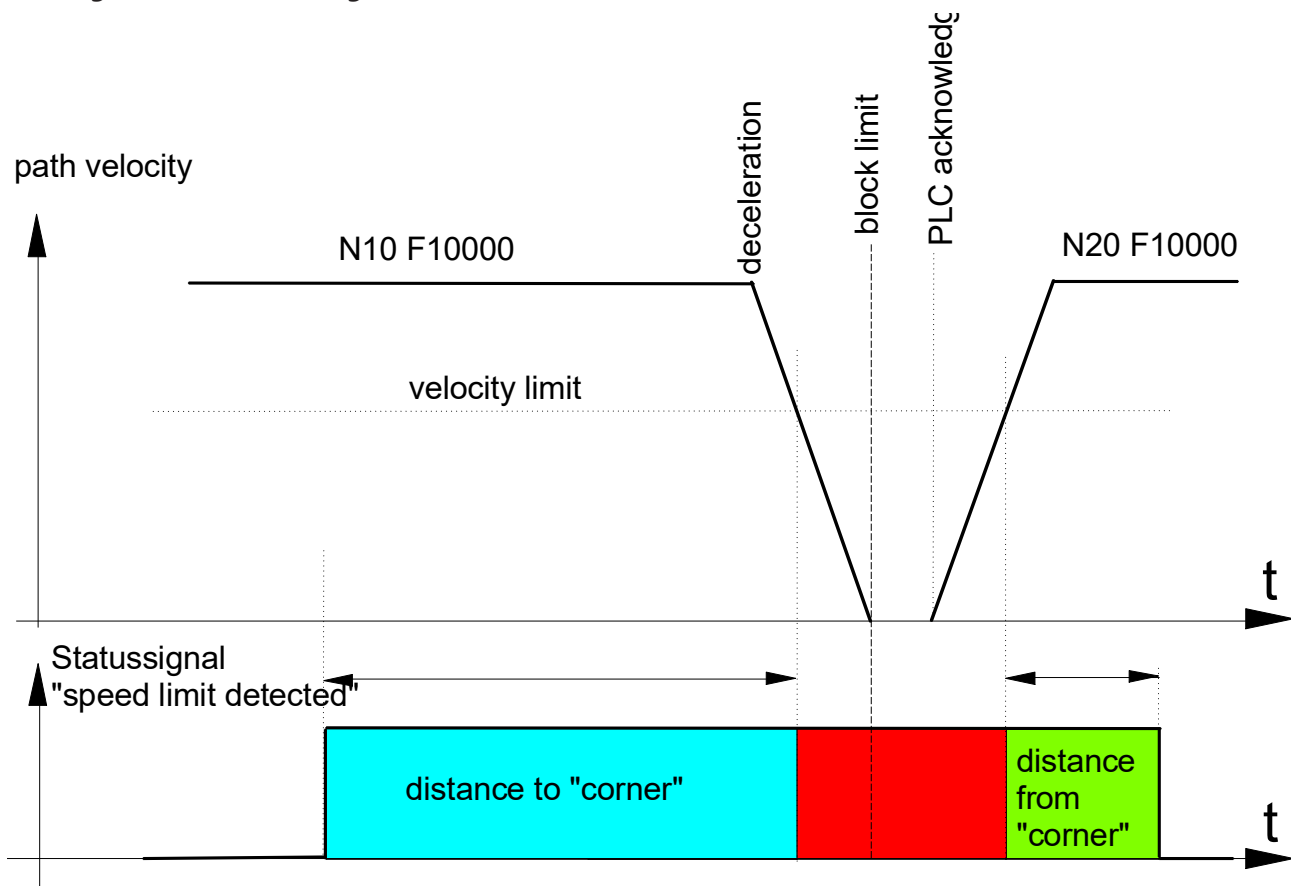 path velocity
N10 F10000
deceleration
block limit
N20 F10000
velocity limit
t
Statussignal
"speed limit detected"
distance to "corner"
distance
from
"corner"
t
PLC